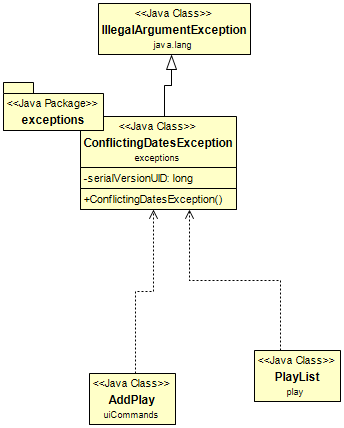 <<Java Class>>
IllegalArgumentException
java.lang
<<Java Package>>
exceptions
<<Java Class>>
ConflictingDatesException
exceptions
-serialVersionUID: long
+ConflictingDatesException()
<<Java Class>>
AddPlay
uiCommands
<<Java Class>>
PlayList
play